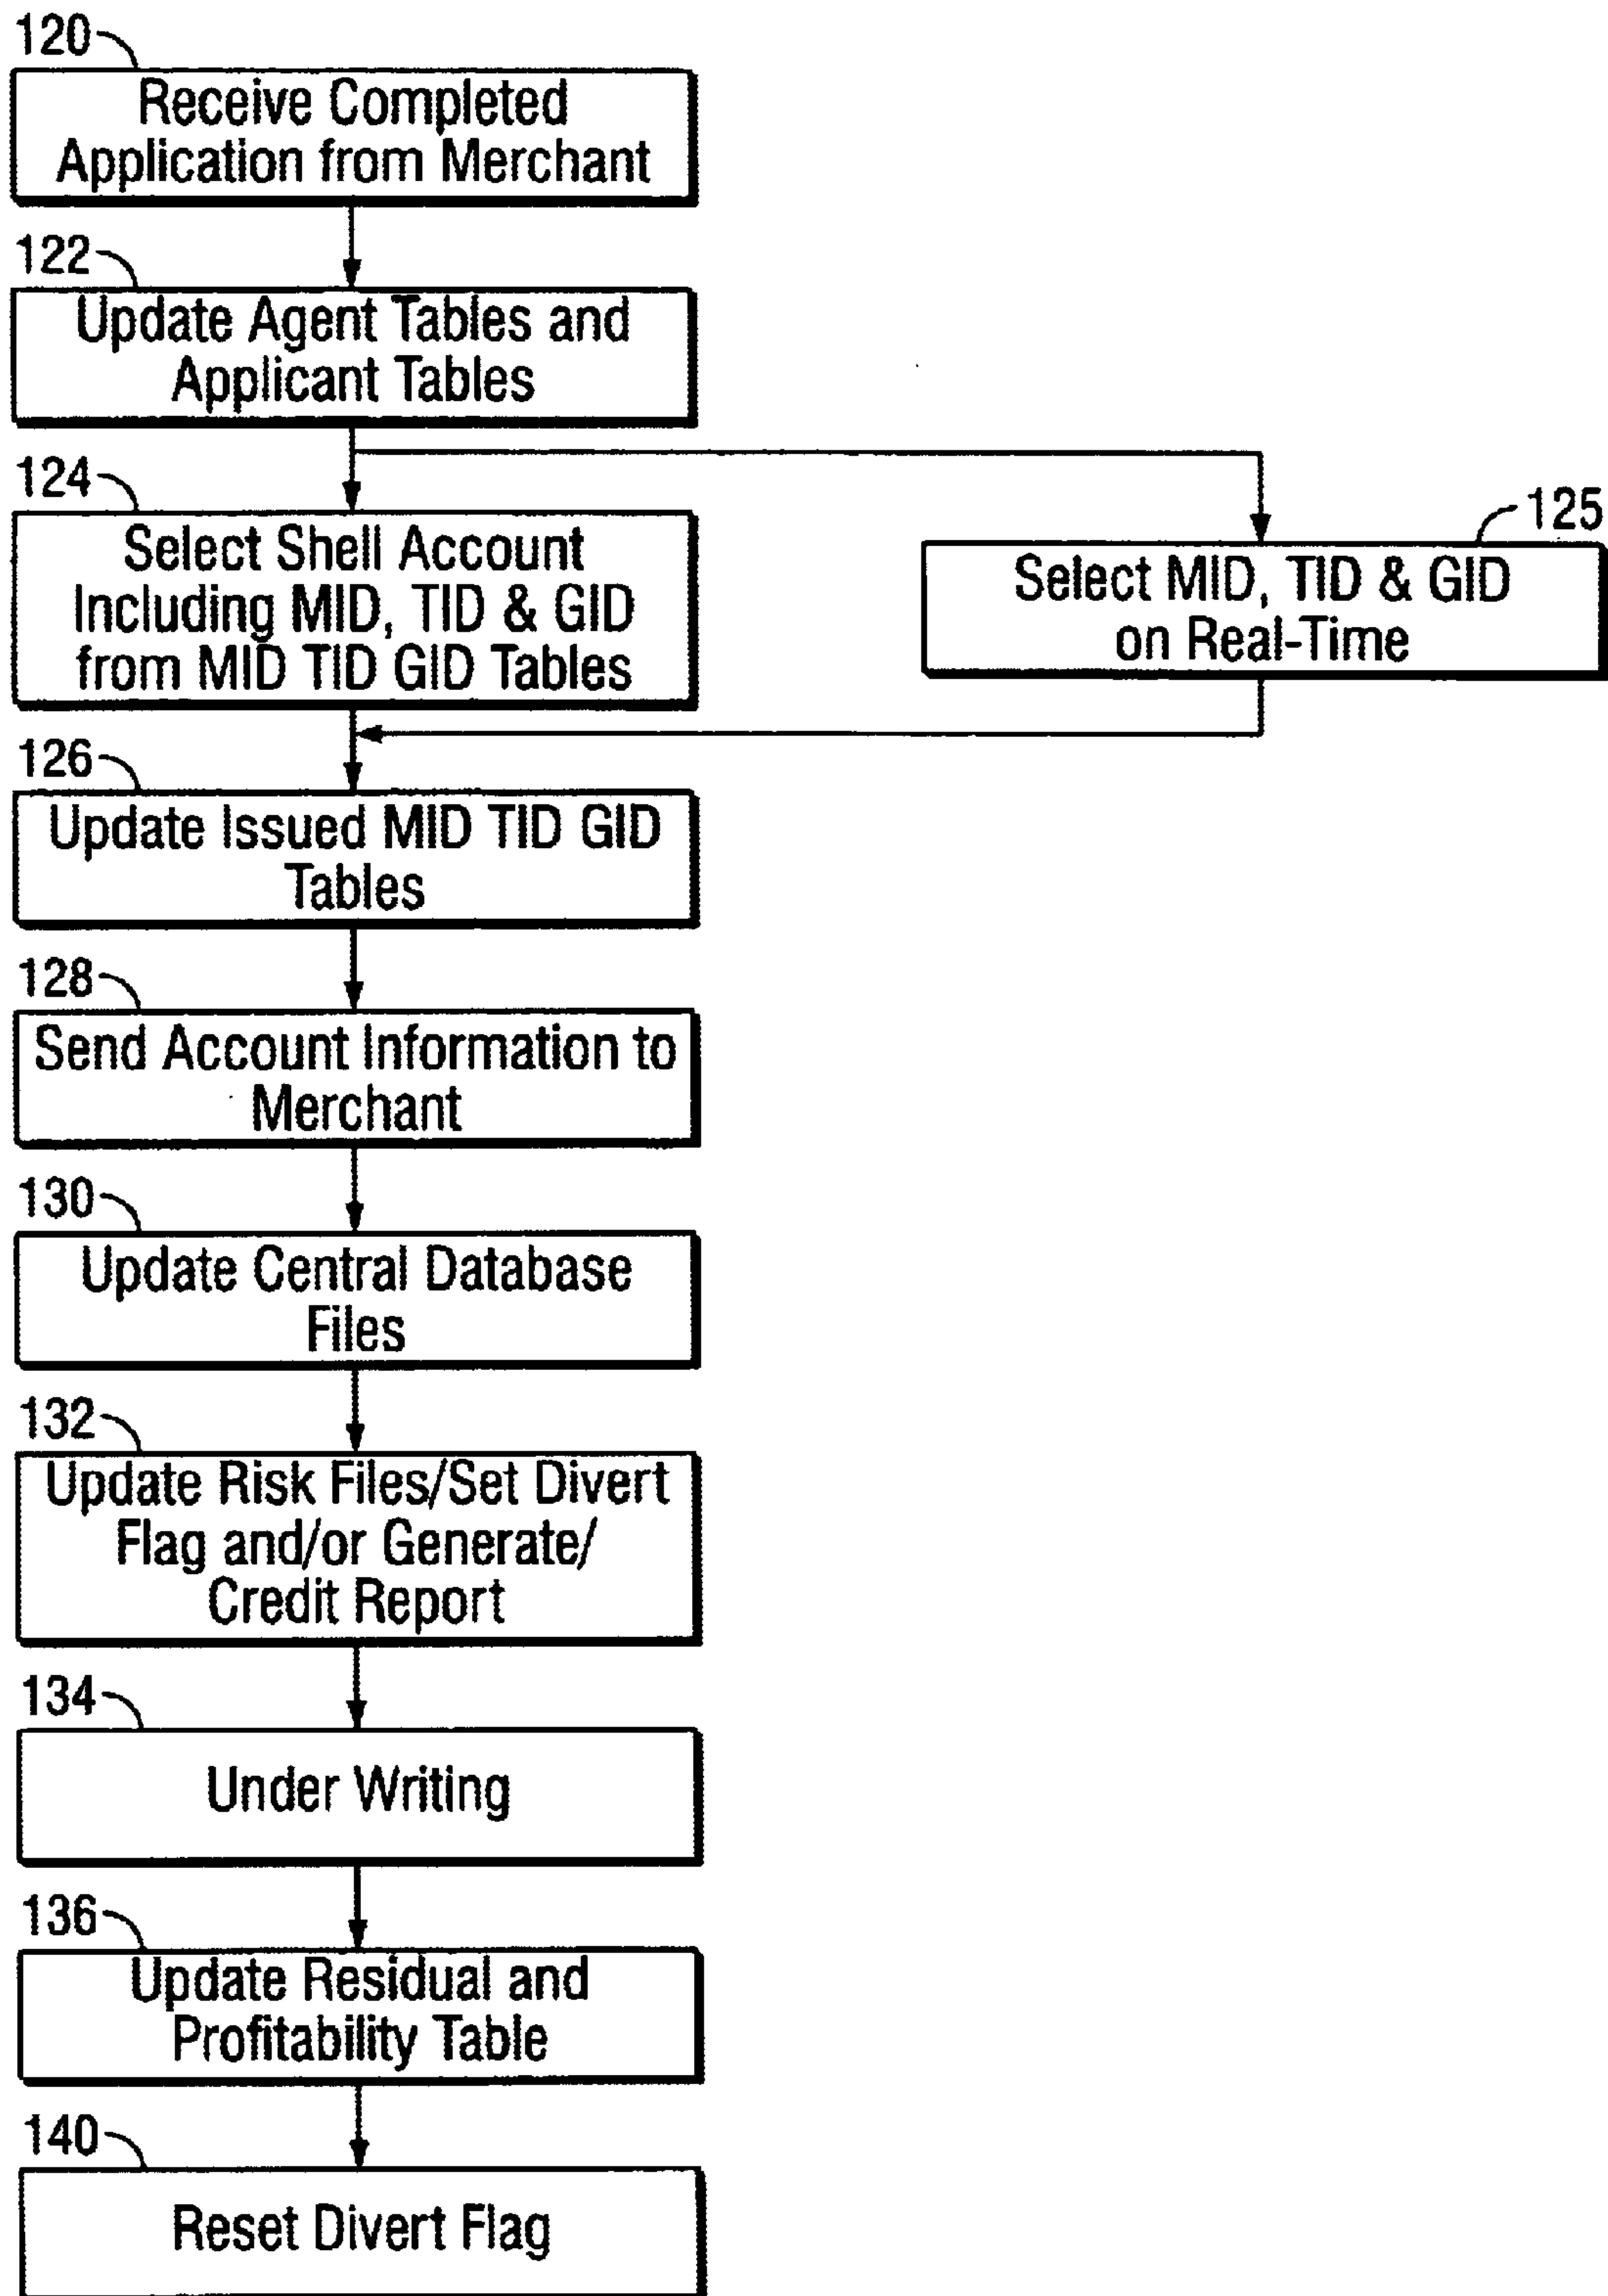 120
Receive Completed
Application from Merchant
122
Update Agent Tables and
Applicant Tables
124
Select Shell Account
Including MID, TID & GID
from MID TID GID Tables
125
Select MID, TID & GID
on Real-Time
126
Update Issued MID TID GID
Tables
128
Send Account Information to
Merchant
130
Update Central Database
Files
132
Update Risk Files/Set Divert
Flag and/or Generate/
Credit Report
134
Under Writing
136
Update Residual and
Profitability Table
140
Reset Divert Flag